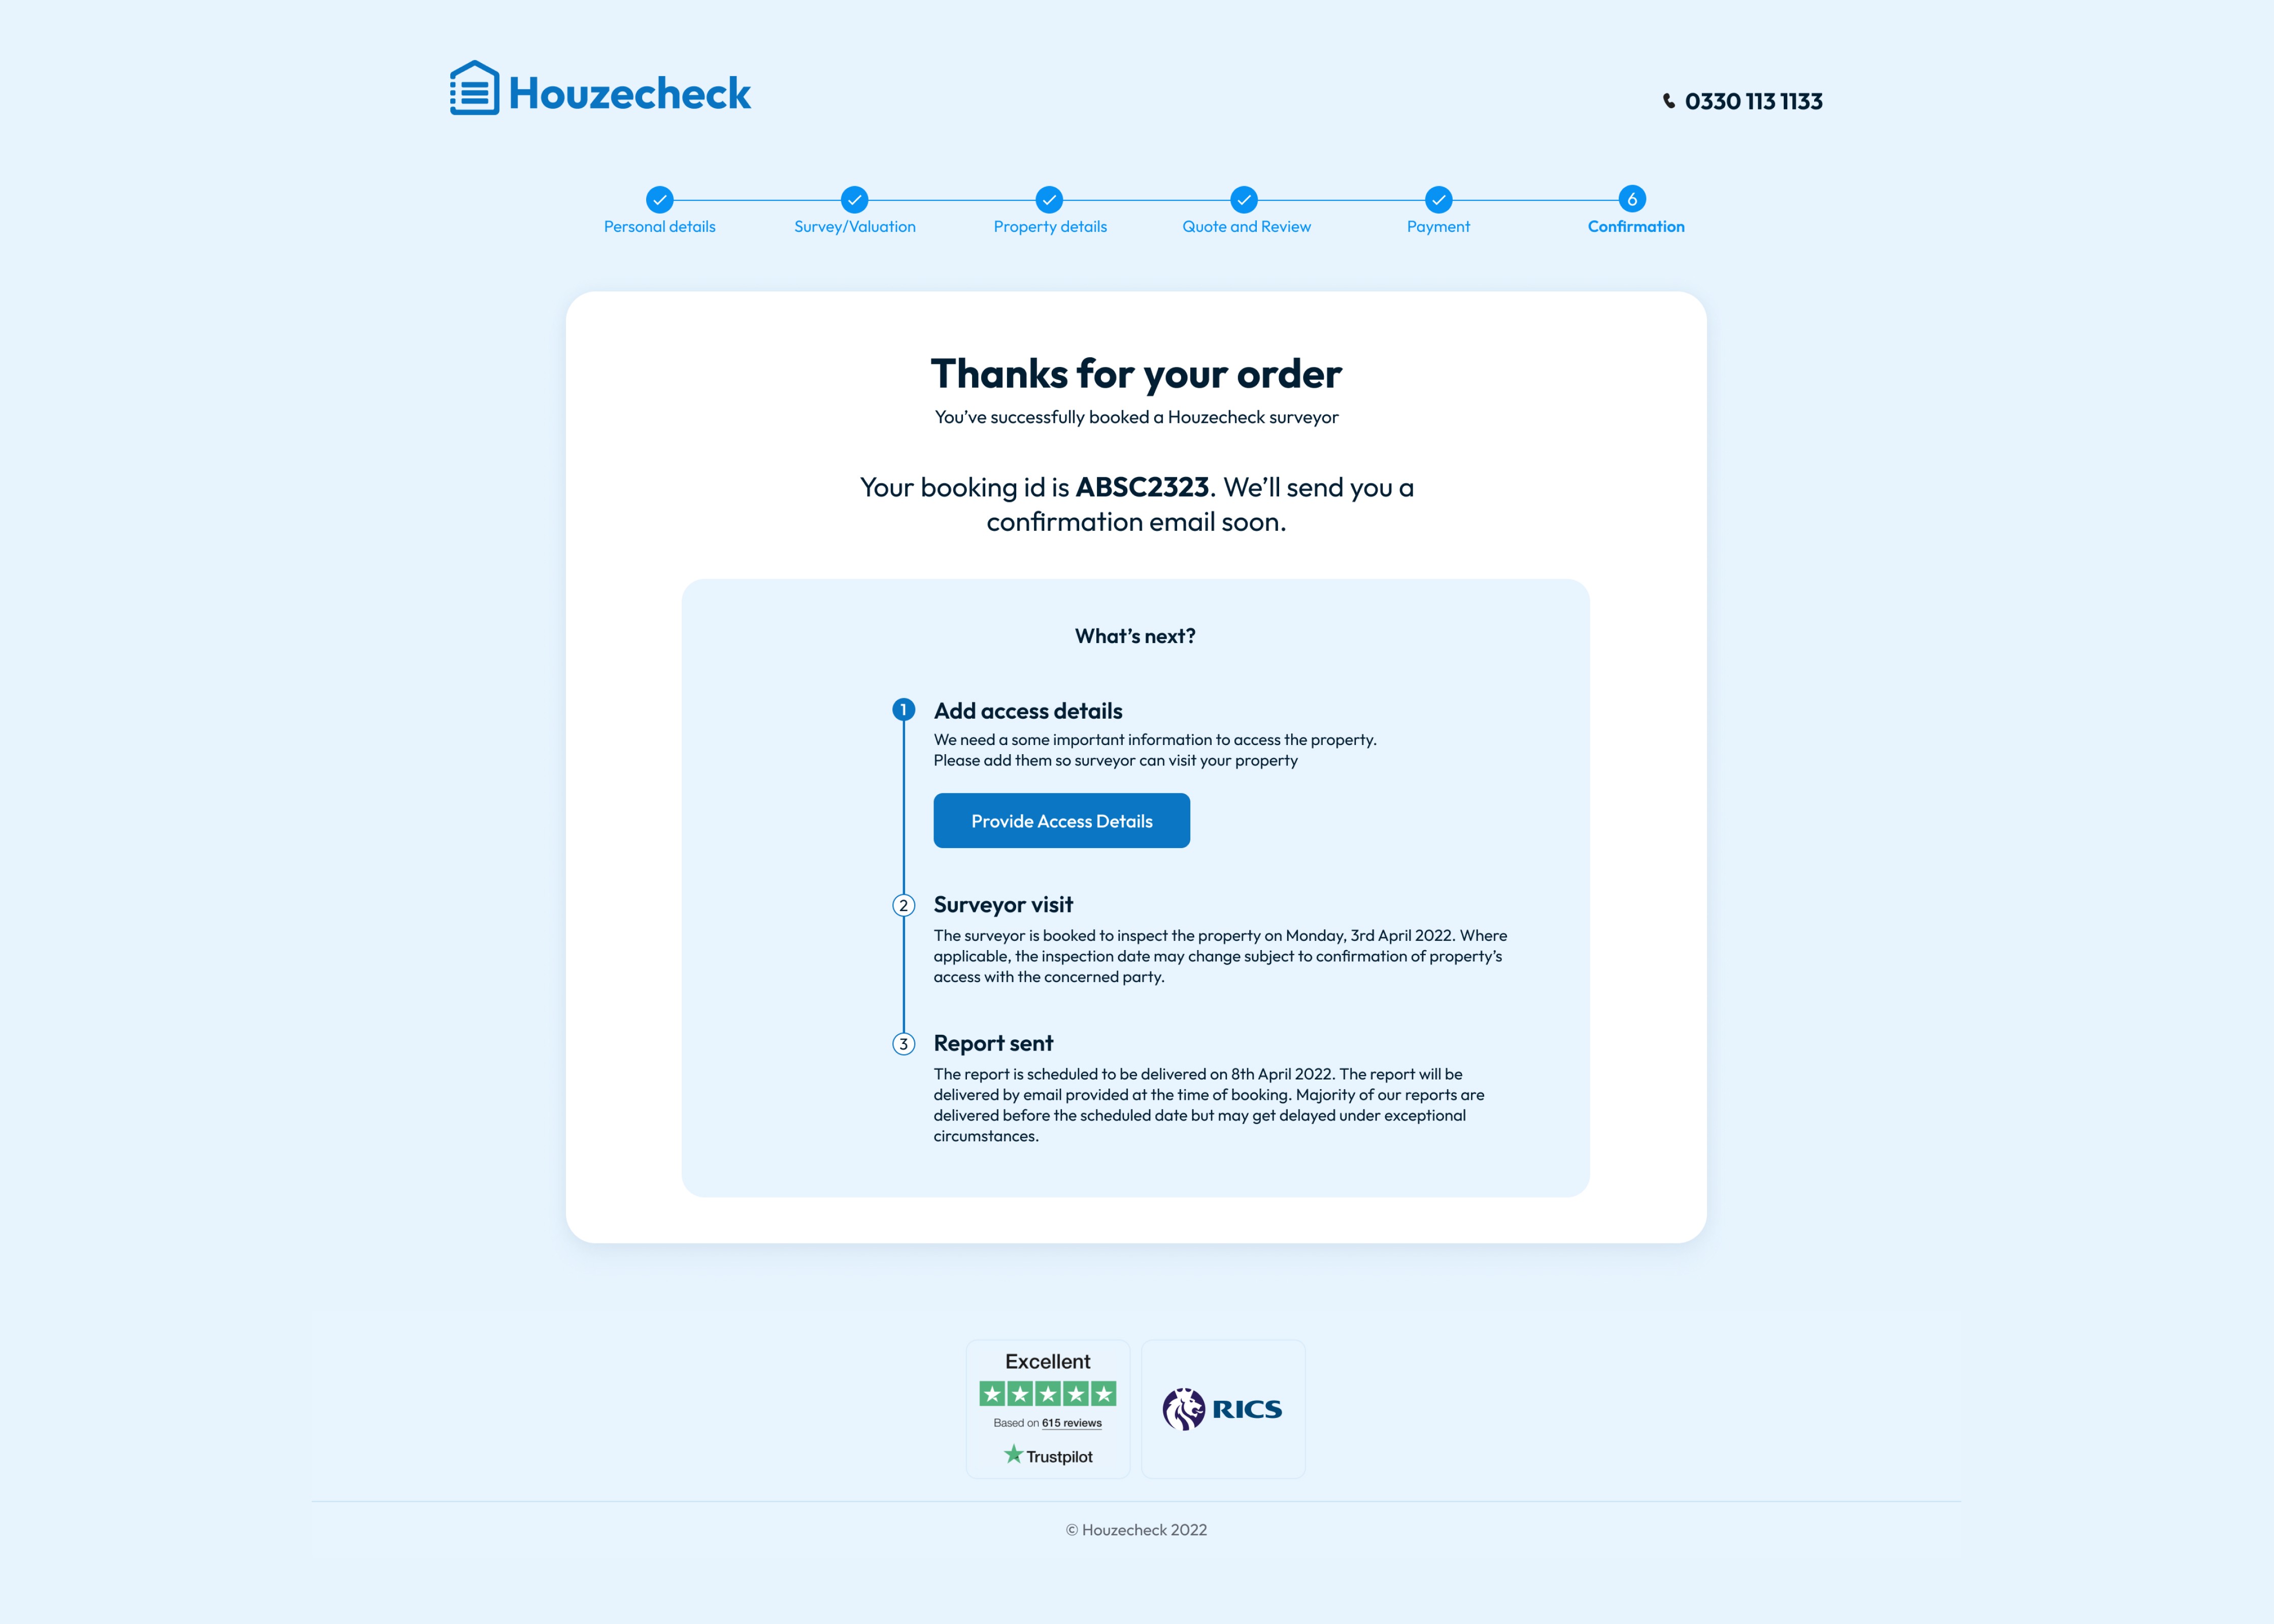 Houzecheck
0330 113 1133
6
Personal details
Survey/Valuation
Property details
Quote and Review
Payment
Confirmation
Thanks for your order
You’ve successfully booked a Houzecheck surveyor
Your booking id is ABSC2323. We’ll send you a
confirmation email soon.
What’s next?
1
Add access details
We need a some important information to access the property.
Please add them so surveyor can visit your property
Provide Access Details
2
Surveyor visit
The surveyor is booked to inspect the property on Monday, 3rd April 2022. Where
applicable, the inspection date may change subject to confirmation of property’s
access with the concerned party.
3
Report sent
The report is scheduled to be delivered on 8th April 2022. The report will be
delivered by email provided at the time of booking. Majority of our reports are
delivered before the scheduled date but may get delayed under exceptional
circumstances.
Excellent
Based on 615 reviews
Trustpilot
RICS
© Houzecheck 2022